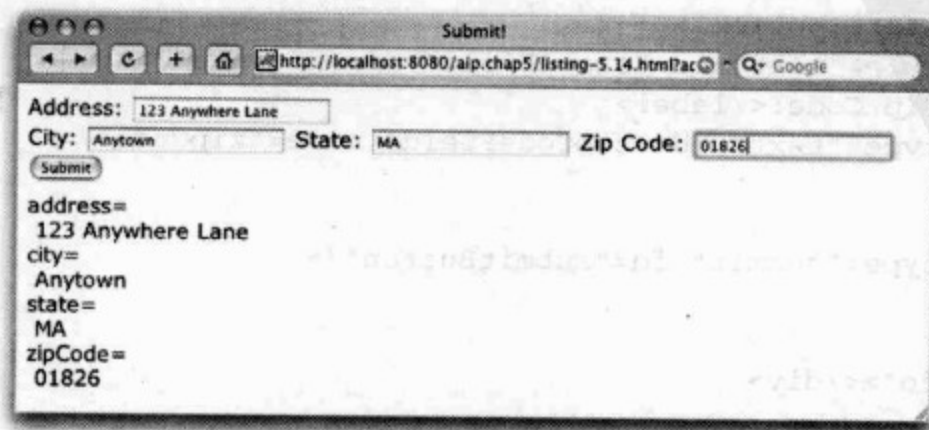 Submit!
http://localhost:8080/aip.chap5/listing-5.14.html?ac Google
Address: 123 Anywhere Lane
City: Anytown State: MA Zip Code: 01826
Submit
address=
123 Anywhere Lane
city=
Anytown
state=
MA
zipCode=
01826